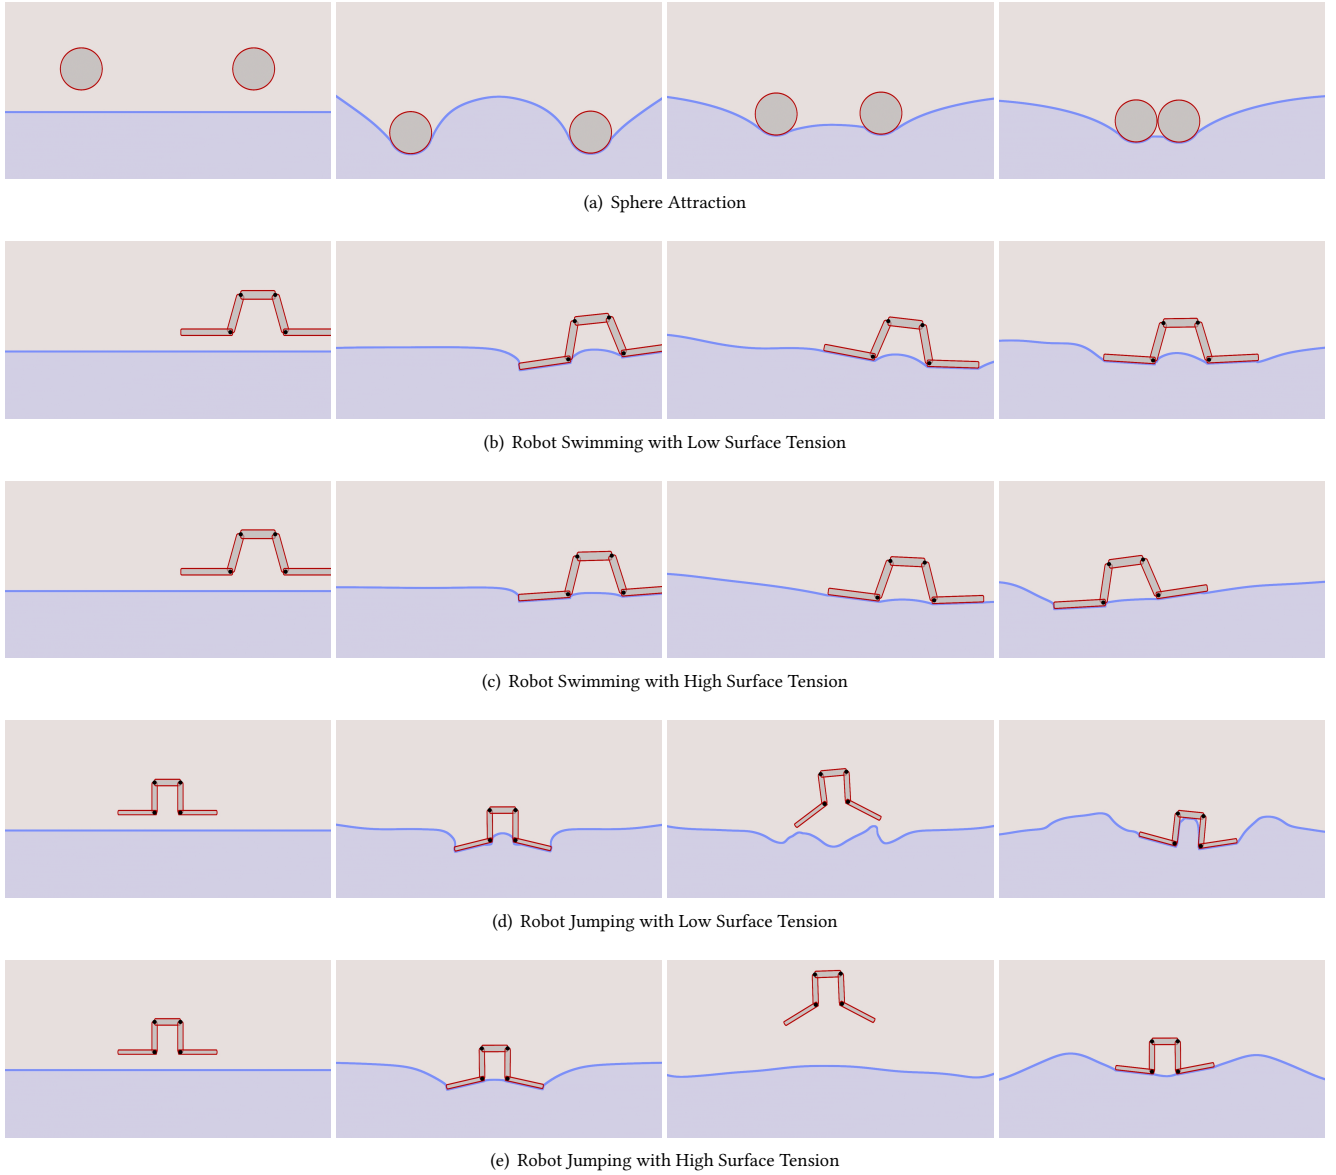 (a) Sphere Attraction
(b) Robot Swimming with Low Surface Tension
(c) Robot Swimming with High Surface Tension
(d) Robot Jumping with Low Surface Tension
(e) Robot Jumping with High Surface Tension